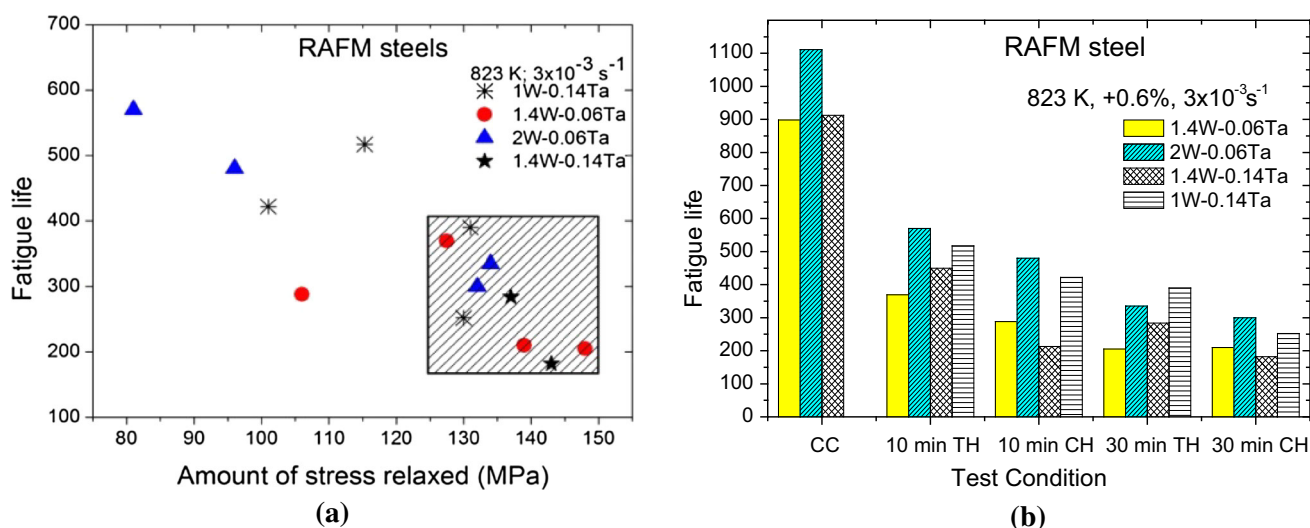 (a)
RAFM steels
823 K; 3x10⁻³ s⁻¹
1W-0.14Ta
1.4W-0.06Ta
2W-0.06Ta
1.4W-0.14Ta
Fatigue life
700
600
500
400
300
200
100
80 90 100 110 120 130 140 150
Amount of stress relaxed (MPa)
(a)
RAFM steel
823 K, +0.6%, 3x10⁻³s⁻¹
1.4W-0.06Ta
2W-0.06Ta
1.4W-0.14Ta
1W-0.14Ta
Fatigue life
1100
1000
900
800
700
600
500
400
300
200
100
0
CC 10 min TH 10 min CH 30 min TH 30 min CH
Test Condition
(b)